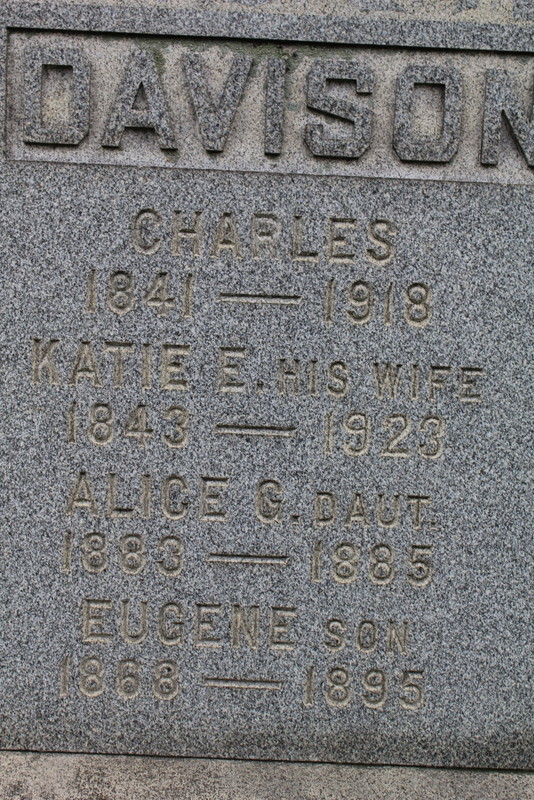 DAVISON
CHARLES
1841 — 1918
KATIE E. HIS WIFE
1843 — 1923
ALICE G. DAUT.
1883 — 1885
EUGENE SON
1868 — 1895